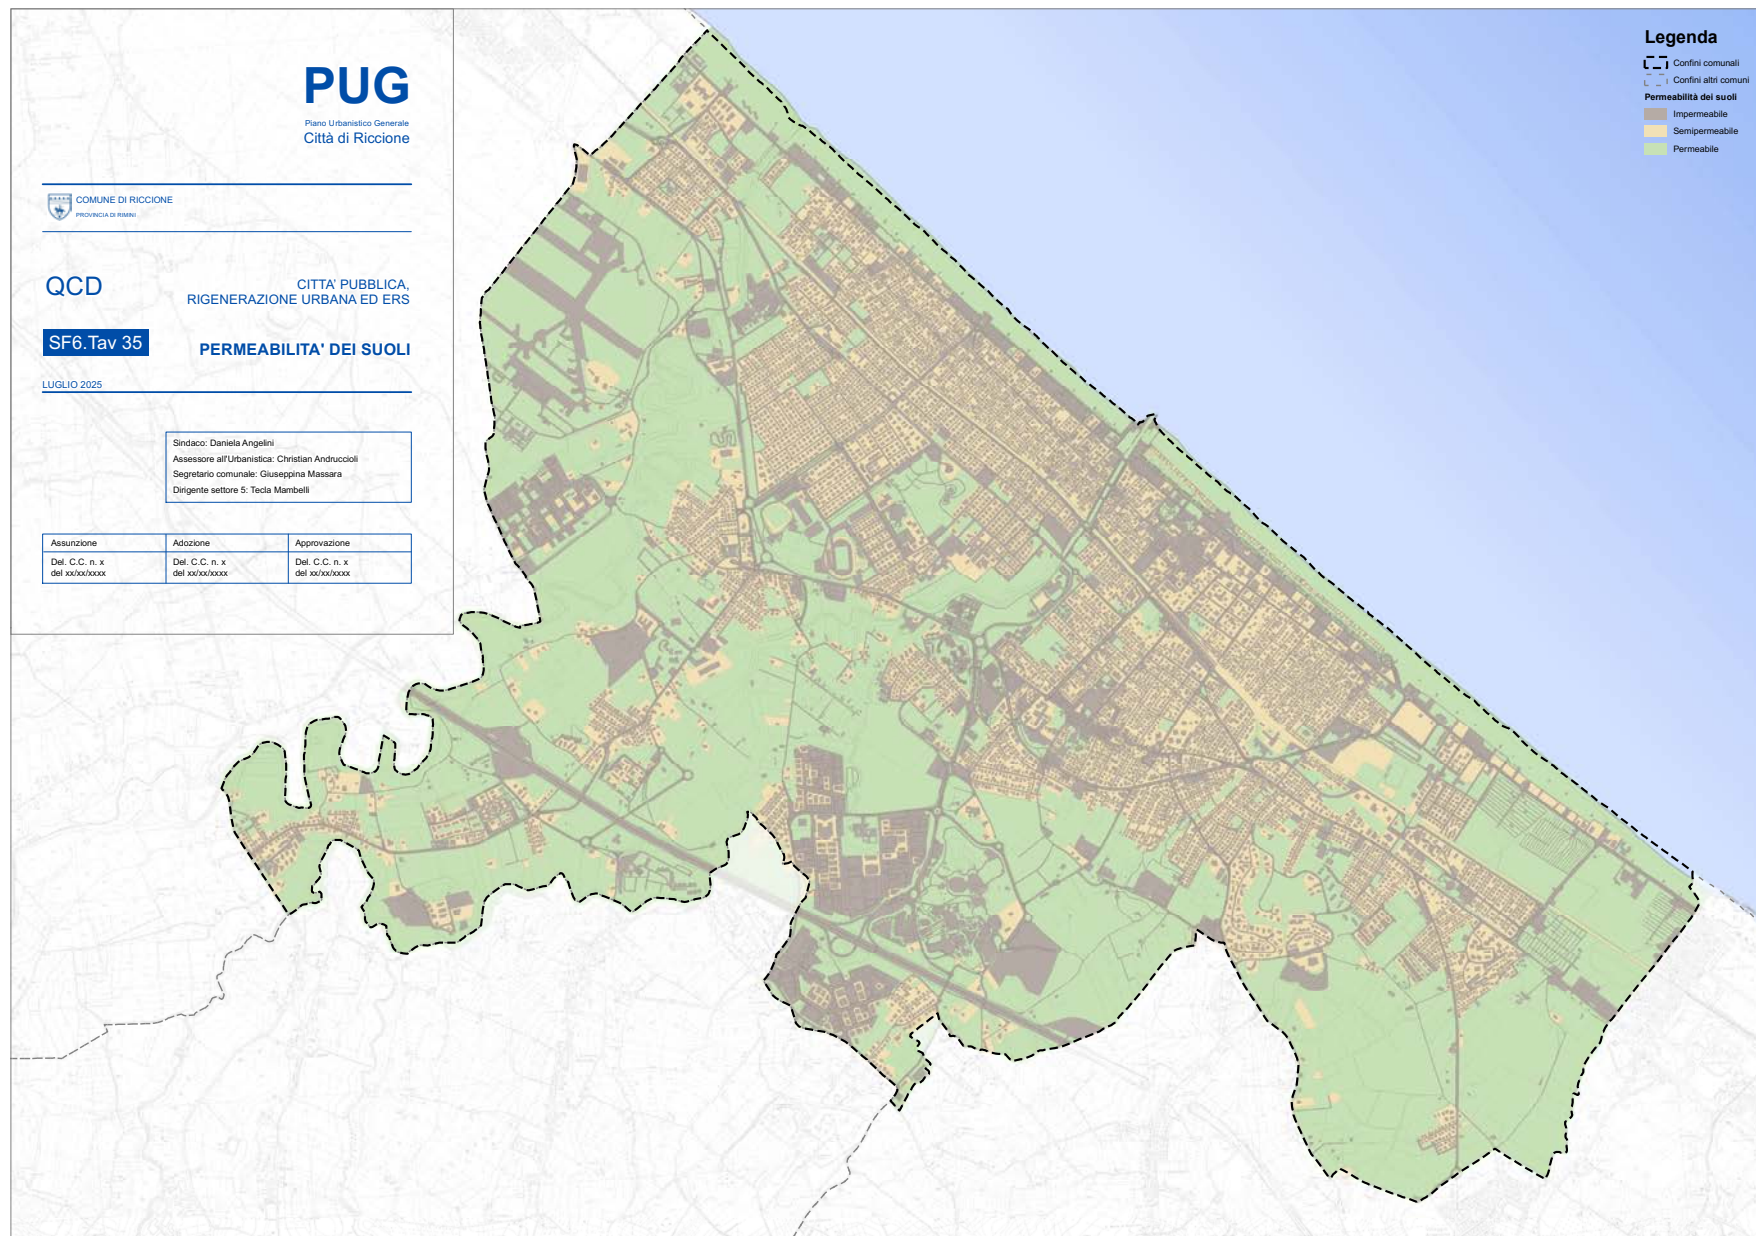 PUG
Piano Urbanistico Generale
Città di Riccione
COMUNE DI RICCIONE
PROVINCIA DI RIMINI
QCD
CITTA' PUBBLICA,
RIGENERAZIONE URBANA ED ERS
SF6.Tav 35
PERMEABILITA' DEI SUOLI
LUGLIO 2025
Sindaco: Daniela Angelini
Assessore all'Urbanistica: Christian Andruccioli
Segretario comunale: Giuseppina Massara
Dirigente settore 5: Tecla Mambelli
Assunzione
Adozione
Approvazione
Del. C.C. n. x
del xx/xx/xxxx
Del. C.C. n. x
del xx/xx/xxxx
Del. C.C. n. x
del xx/xx/xxxx
Legenda
Confini comunali
Confini altri comuni
Permeabilità dei suoli
Impermeabile
Semipermeabile
Permeabile